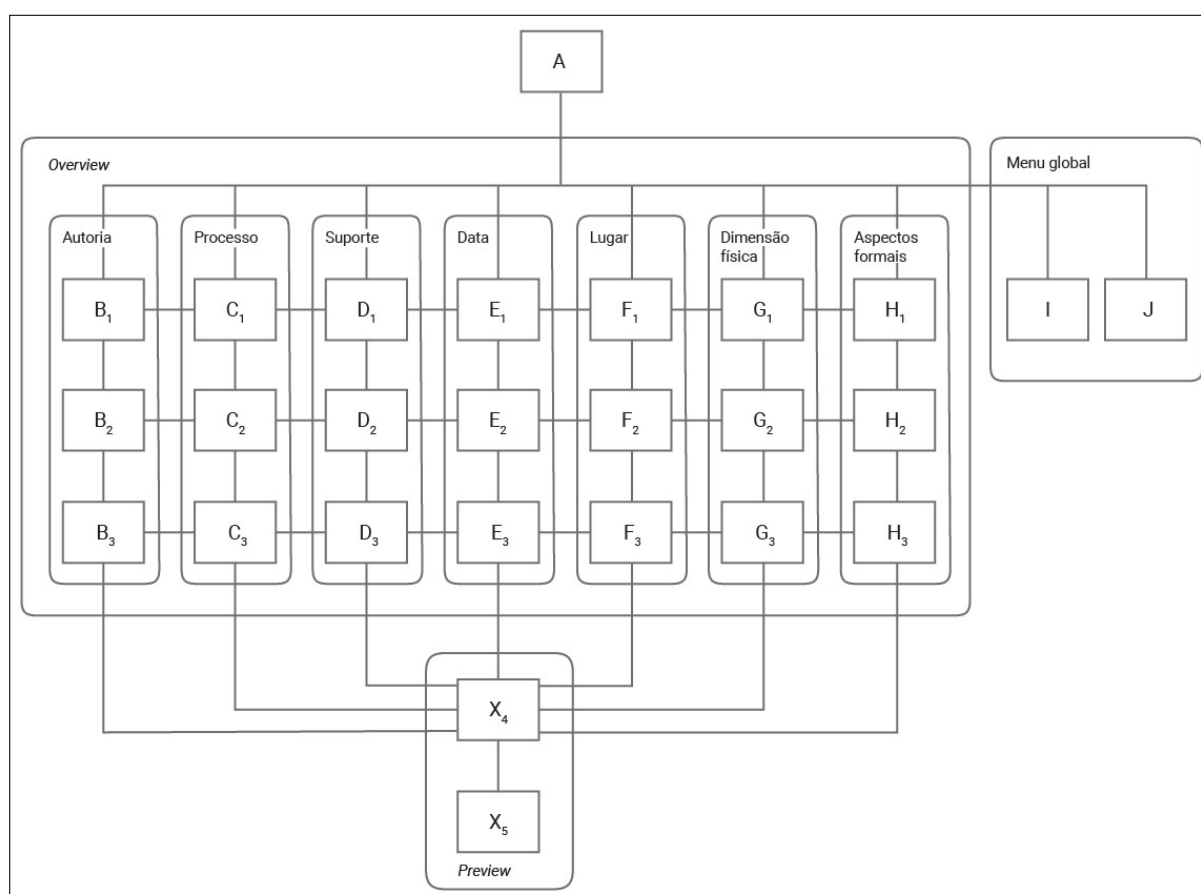 A
Overview
Menu global
Autoria
Processo
Suporte
Data
Lugar
Dimensão
física
Aspectos
formais
B₁ C₁ D₁ E₁ F₁ G₁ H₁ I J
B₂ C₂ D₂ E₂ F₂ G₂ H₂
B₃ C₃ D₃ E₃ F₃ G₃ H₃
X₄
X₅
Preview